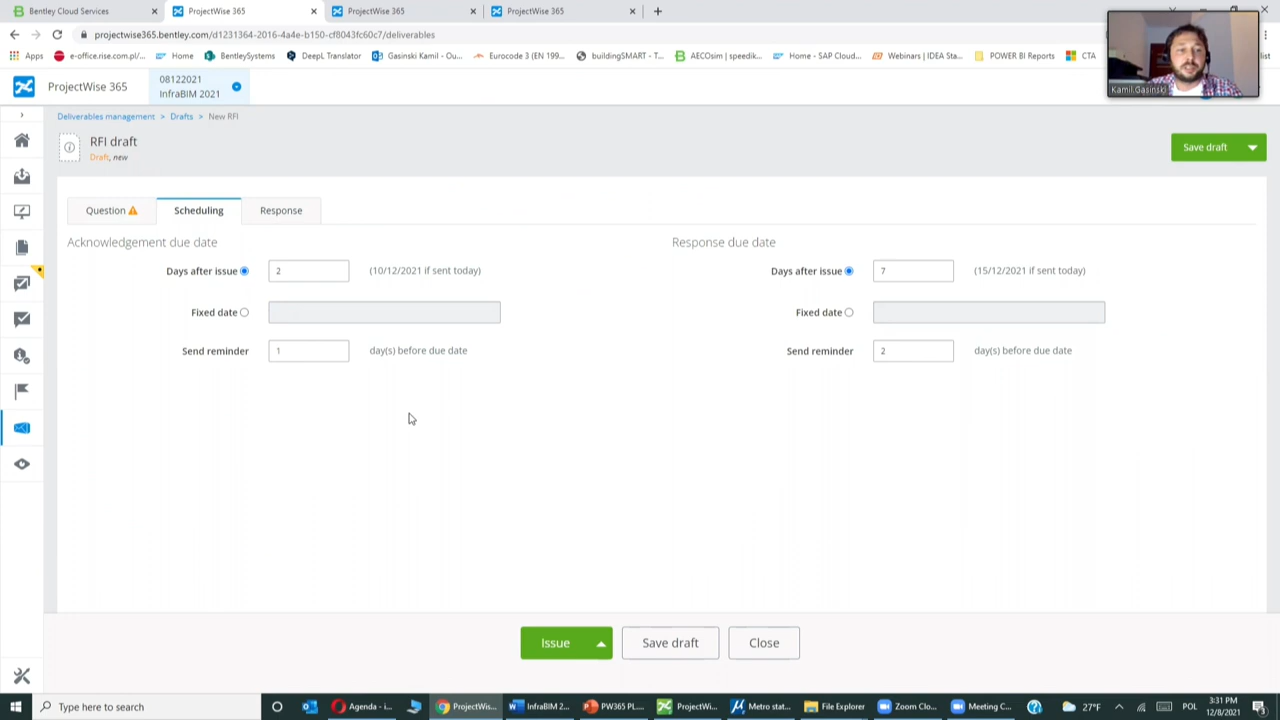 Bentley Cloud Services
ProjectWise 365
ProjectWise 365
ProjectWise 365
projectwise365.bentley.com/d1231364-2016-4a4e-b150-cf8043fc60c7/deliverables
Apps
e-office.rise.com.pl/...
Home
BentleySystems
DeepL Translator
Gasinski Kamil - Ou...
Eurocode 3 (EN 199...
buildingSMART - T...
AECOsim | speedik...
Home - SAP Cloud...
Webinars | IDEA Sta...
POWER BI Reports
CTA
Kamil.Gasinski
ProjectWise 365
08122021
InfraBIM 2021
Deliverables management > Drafts > New RFI
RFI draft
Draft, new
Save draft
Question
Scheduling
Response
Acknowledgement due date
Response due date
Days after issue 2 (10/12/2021 if sent today)
Days after issue 7 (15/12/2021 if sent today)
Fixed date
Fixed date
Send reminder 1 day(s) before due date
Send reminder 2 day(s) before due date
Issue
Save draft
Close
Type here to search
Agenda - i...
ProjectWis...
InfraBIM 2...
PW365 PL...
ProjectWi...
Metro stat...
File Explorer
Zoom Clo...
Meeting C...
27°F
POL
3:31 PM
12/8/2021